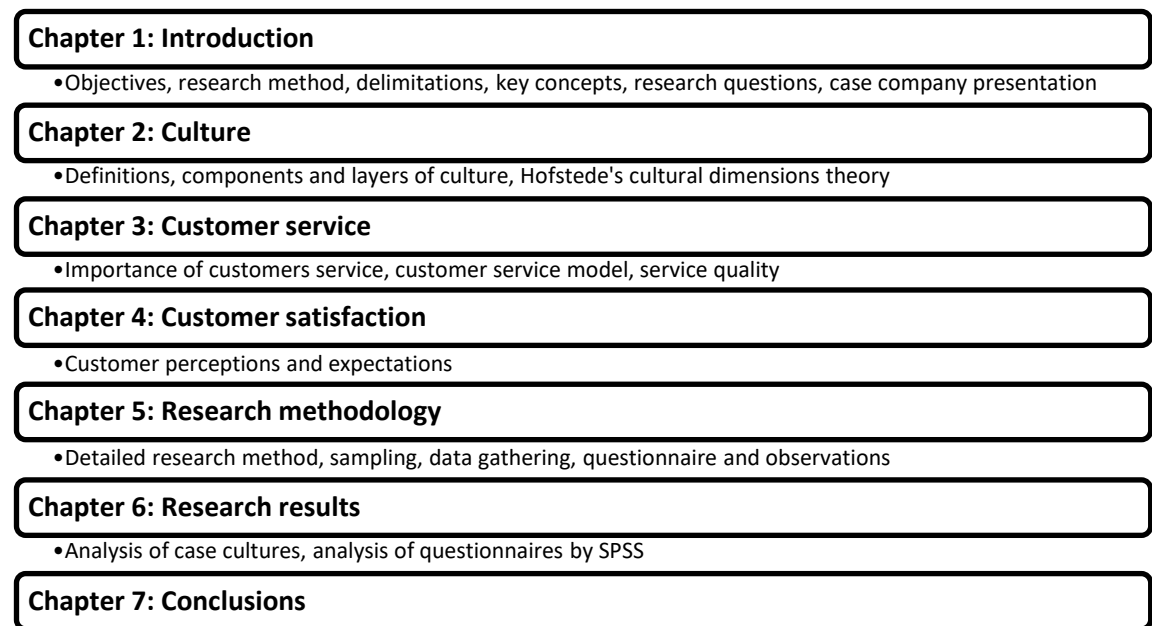 Chapter 1: Introduction
•Objectives, research method, delimitations, key concepts, research questions, case company presentation
Chapter 2: Culture
•Definitions, components and layers of culture, Hofstede's cultural dimensions theory
Chapter 3: Customer service
•Importance of customers service, customer service model, service quality
Chapter 4: Customer satisfaction
•Customer perceptions and expectations
Chapter 5: Research methodology
•Detailed research method, sampling, data gathering, questionnaire and observations
Chapter 6: Research results
•Analysis of case cultures, analysis of questionnaires by SPSS
Chapter 7: Conclusions